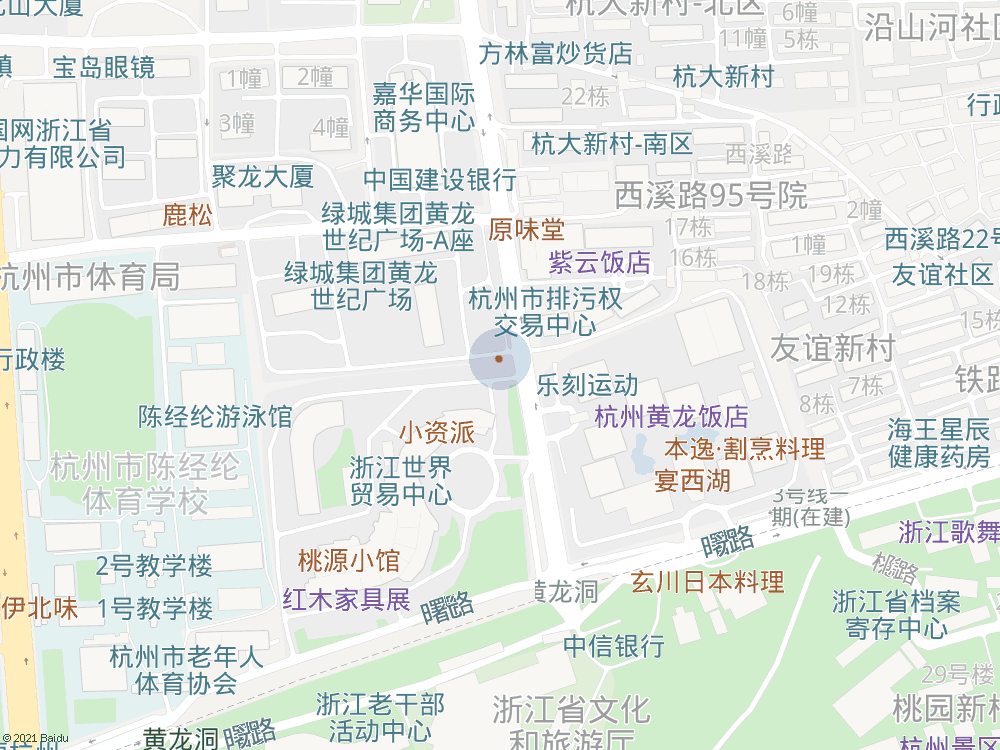 杭大新村-北区
6幢
11幢
5栋
沿山河社区
方林富炒货店
宝岛眼镜
1幢
2幢
杭大新村
嘉华国际
商务中心
22栋
行政
3幢
4幢
国网浙江省
力有限公司
杭大新村-南区
西溪路
聚龙大厦
中国建设银行
西溪路95号院
鹿松
绿城集团黄龙
世纪广场-A座
原味堂
17栋
2幢
1幢
西溪路22号
紫云饭店
16栋
杭州市体育局
绿城集团黄龙
世纪广场
18栋
19栋
友谊社区
杭州市排污权
交易中心
12栋
15栋
友谊新村
行政楼
乐刻运动
7栋
铁路
8栋
陈经纶游泳馆
杭州黄龙饭店
小资派
海王星辰
健康药房
本逸·割烹料理
杭州市陈经纶
体育学校
浙江世界
贸易中心
宴西湖
3号线一
期(在建)
浙江歌舞
曙路
桃源小馆
2号教学楼
玄川日本料理
红木家具展
曙路
黄龙洞
伊北味
1号教学楼
浙江省档案
寄存中心
中信银行
杭州市老年人
体育协会
29号楼
浙江老干部
活动中心
浙江省文化
和旅游厅
桃园新村
黄龙洞
曙路
杭州景区
© 2021 Baidu